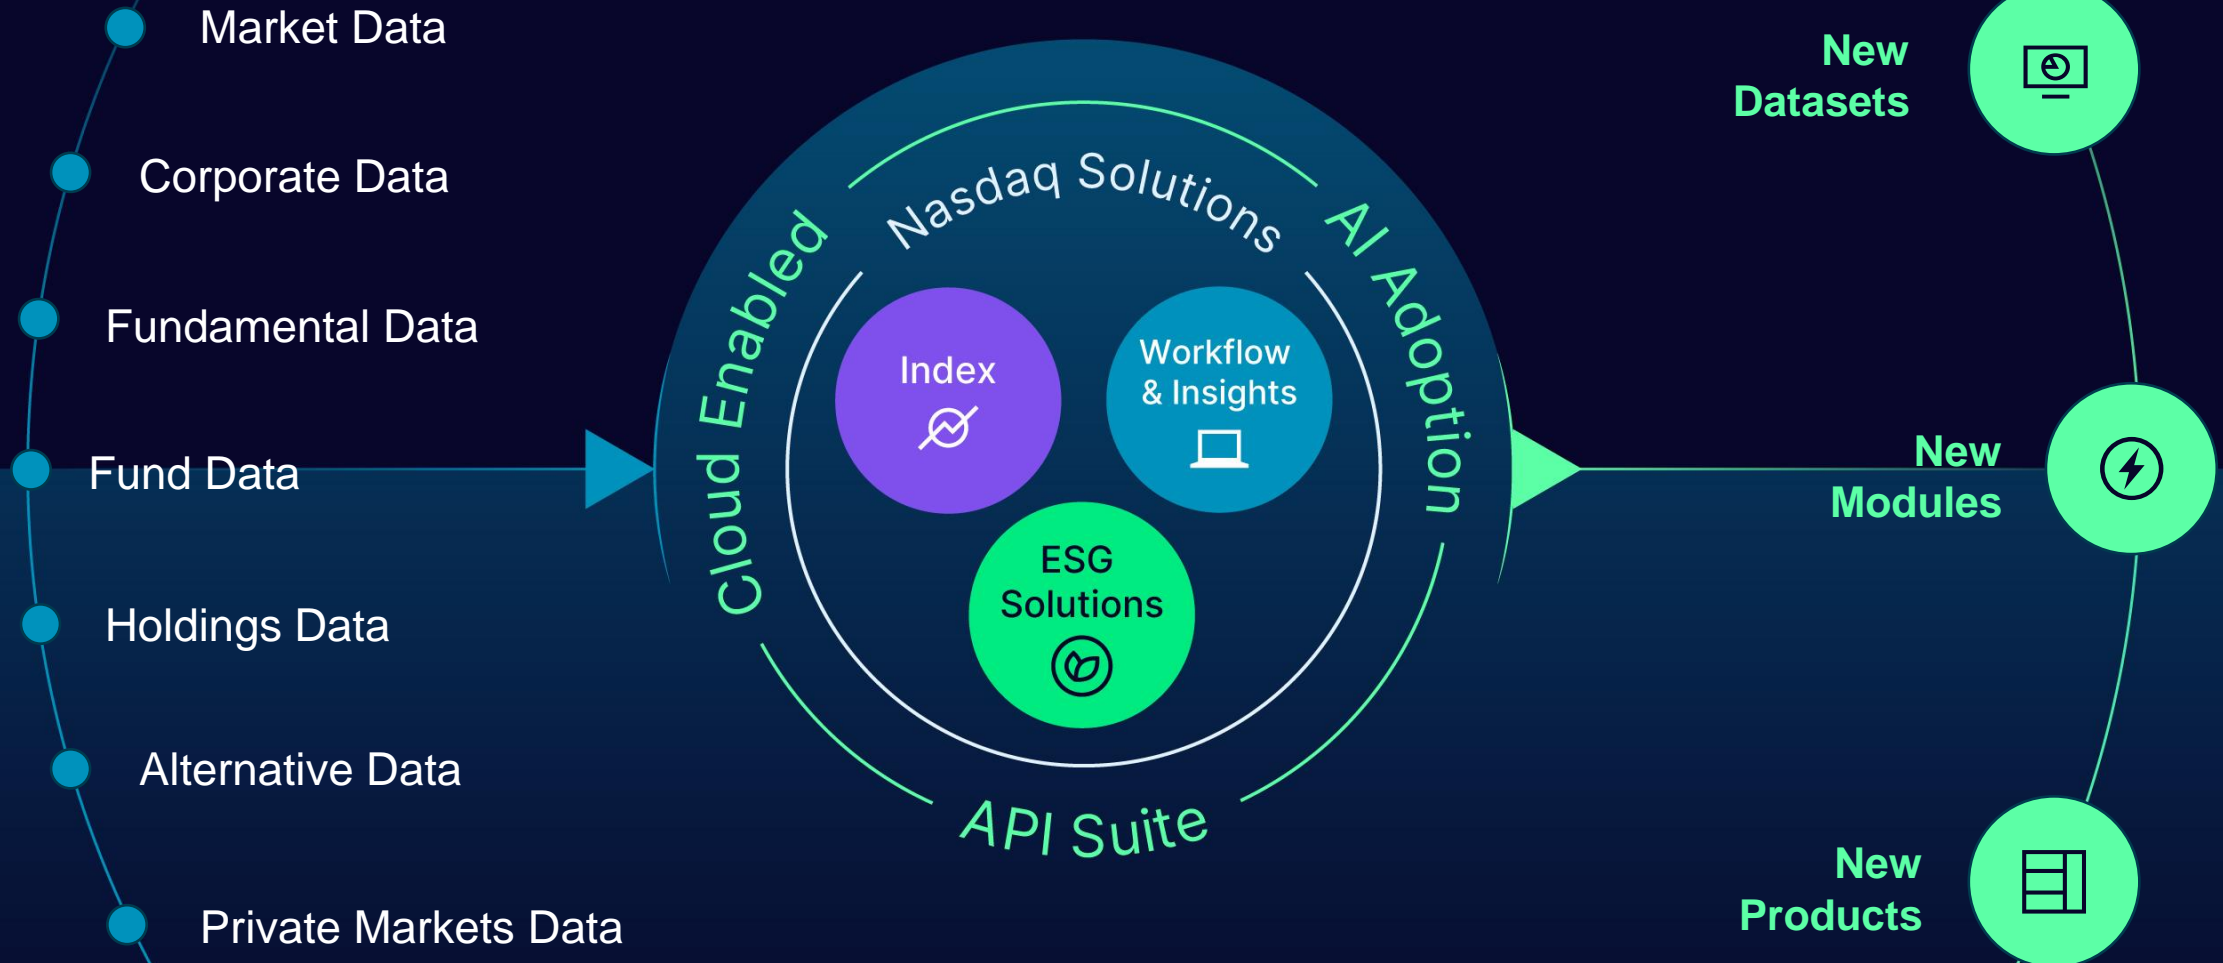 Market Data
Corporate Data
Fundamental Data
Fund Data
Holdings Data
Alternative Data
Private Markets Data
Cloud Enabled
Nasdaq Solutions
AI Adoption
Index
Workflow
& Insights
ESG
Solutions
API Suite
New
Datasets
New
Modules
New
Products